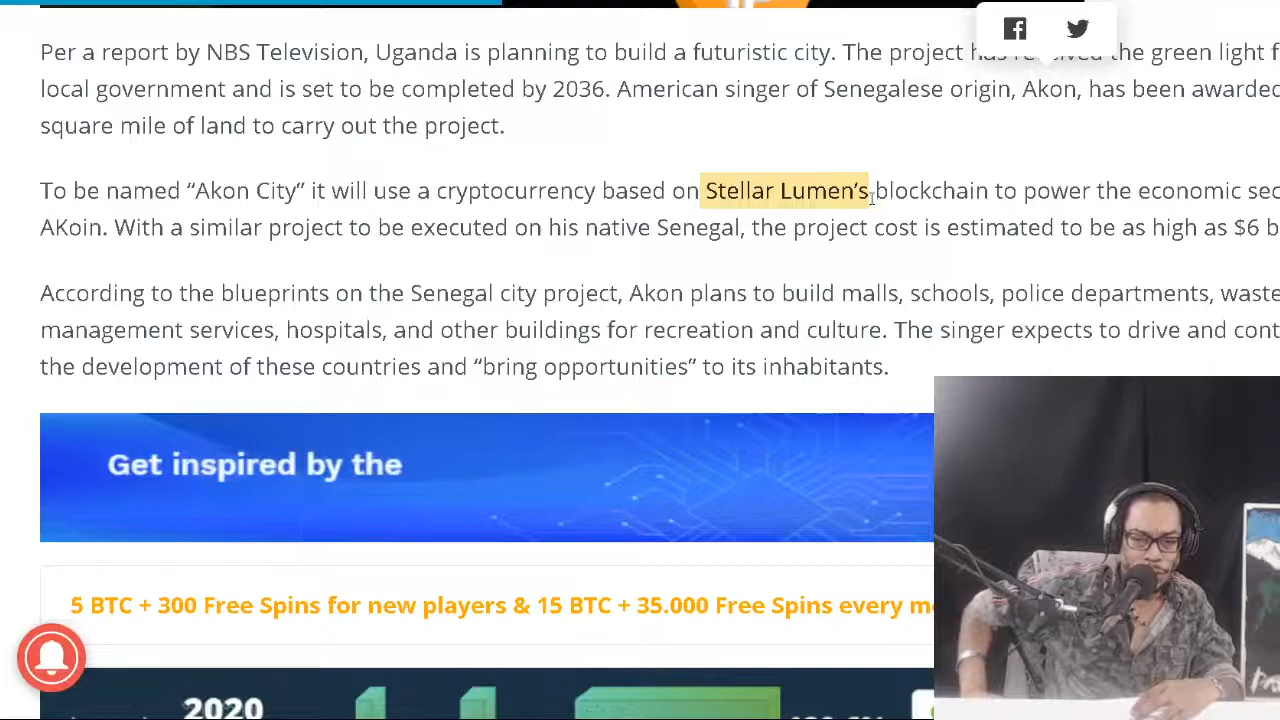 Per a report by NBS Television, Uganda is planning to build a futuristic city. The project has received the green light f
local government and is set to be completed by 2036. American singer of Senegalese origin, Akon, has been awarded
square mile of land to carry out the project.
To be named “Akon City” it will use a cryptocurrency based on Stellar Lumen’s blockchain to power the economic sec
AKoin. With a similar project to be executed on his native Senegal, the project cost is estimated to be as high as $6 b
According to the blueprints on the Senegal city project, Akon plans to build malls, schools, police departments, waste
management services, hospitals, and other buildings for recreation and culture. The singer expects to drive and cont
the development of these countries and “bring opportunities” to its inhabitants.
Get inspired by the
5 BTC + 300 Free Spins for new players & 15 BTC + 35.000 Free Spins every m
2020